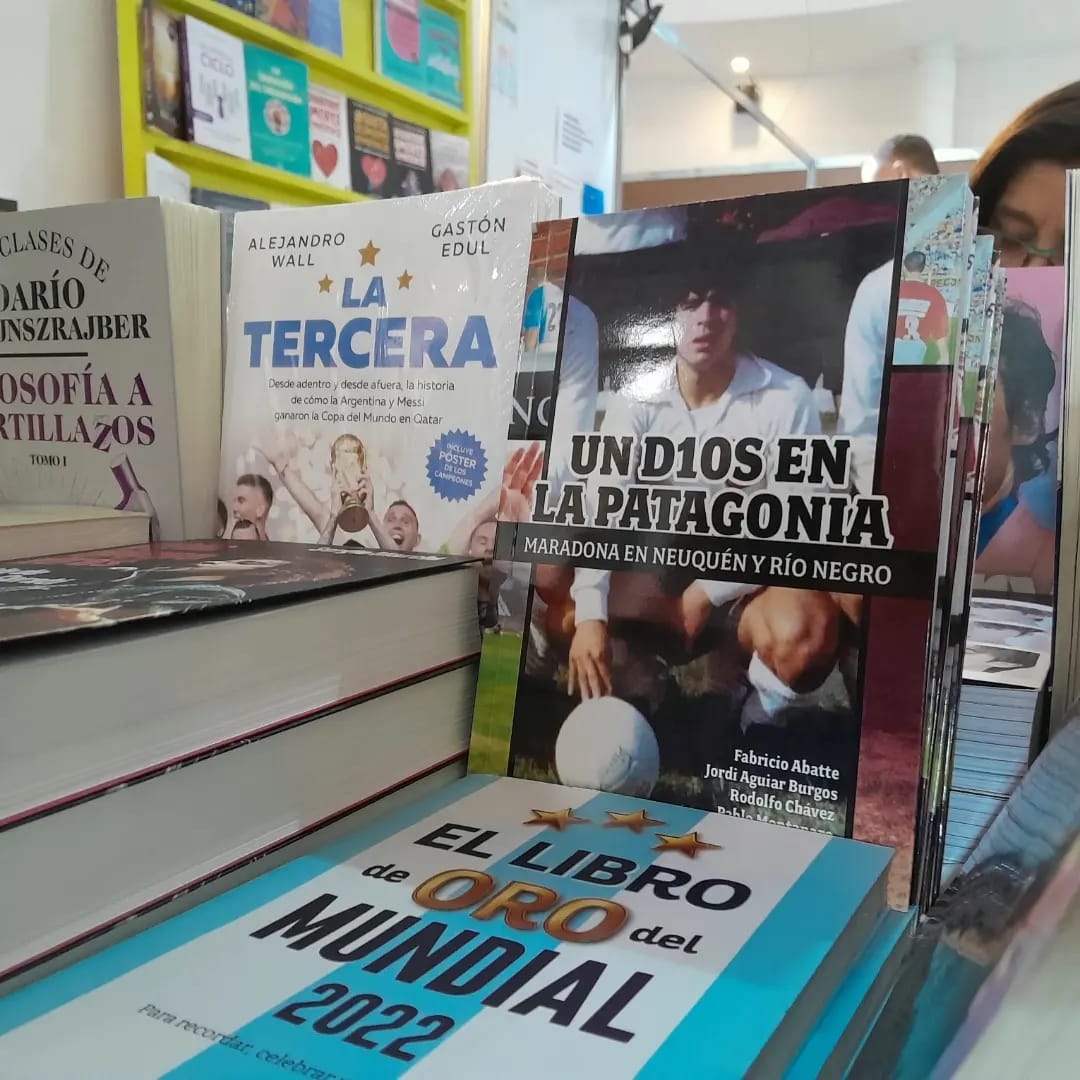 CLASES DE
DARÍO
LOSOFÍA A
TOMO I
ALEJANDRO
WALL
GASTÓN
EDUL
LA
TERCERA
Desde adentro y desde afuera, la historia
de cómo la Argentina y Messi
ganaron la Copa del Mundo en Qatar
INCLUYE
PÓSTER
DE LOS
CAMPEONES
UN D10S EN
LA PATAGONIA
MARADONA EN NEUQUÉN Y RÍO NEGRO
Fabricio Abatte
Jordi Aguiar Burgos
Rodolfo Chávez
EL LIBRO
de ORO del
MUNDIAL
2022
Para recordar, celebrar